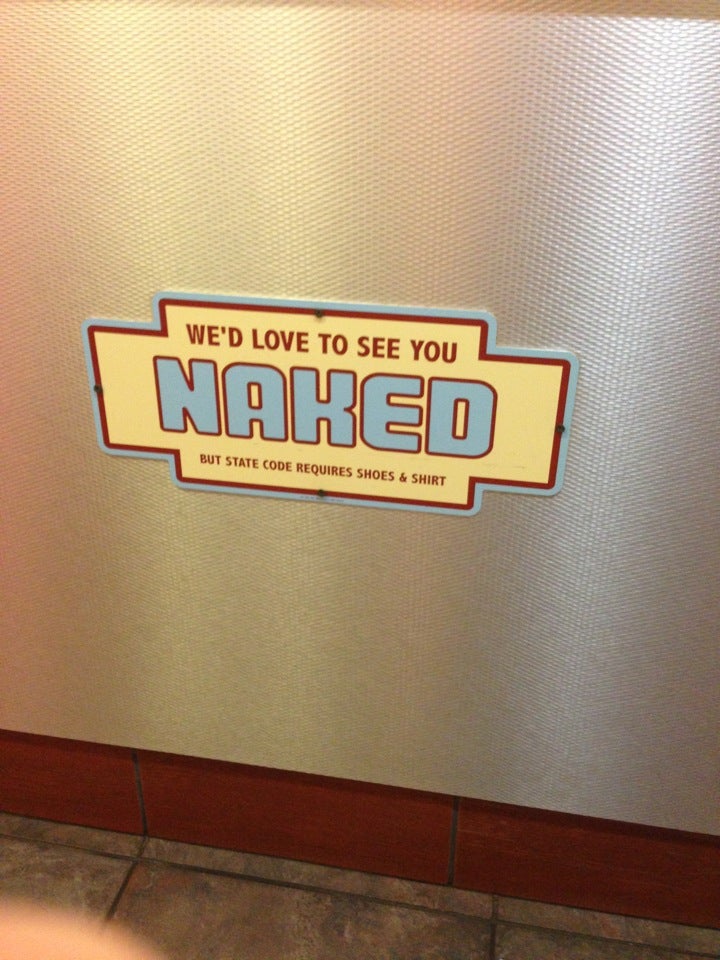 WE'D LOVE TO SEE YOU
NAKED
BUT STATE CODE REQUIRES SHOES & SHIRT